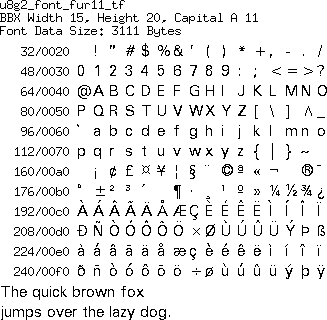 u8g2_font_fur11_tf
BBX Width 15, Height 20, Capital A 11
Font Data Size: 3111 Bytes
32/0020 ! " # $ % & ' ( ) * + , - . /
48/0030 0 1 2 3 4 5 6 7 8 9 : ; < = > ?
64/0040 @ A B C D E F G H I J K L M N O
80/0050 P Q R S T U V W X Y Z [ \ ] ^ _
96/0060 ` a b c d e f g h i j k l m n o
112/0070 p q r s t u v w x y z { | } ~
160/00a0 ¡ ¢ £ ¤ ¥ ¦ § ¨ © ª « ¬ ® ¯
176/00b0 ° ± ² ³ ´ ¶ · ¹ º » ¼ ½ ¾ ¿
192/00c0 À Á Â Ã Ä Å Æ Ç È É Ê Ë Ì Í Î Ï
208/00d0 Ð Ñ Ò Ó Ô Õ Ö × Ø Ù Ú Û Ü Ý Þ ß
224/00e0 à á â ã ä å æ ç è é ê ë ì í î ï
240/00f0 ð ñ ò ó ô õ ö ÷ ø ù ú û ü ý þ ÿ
The quick brown fox
jumps over the lazy dog.